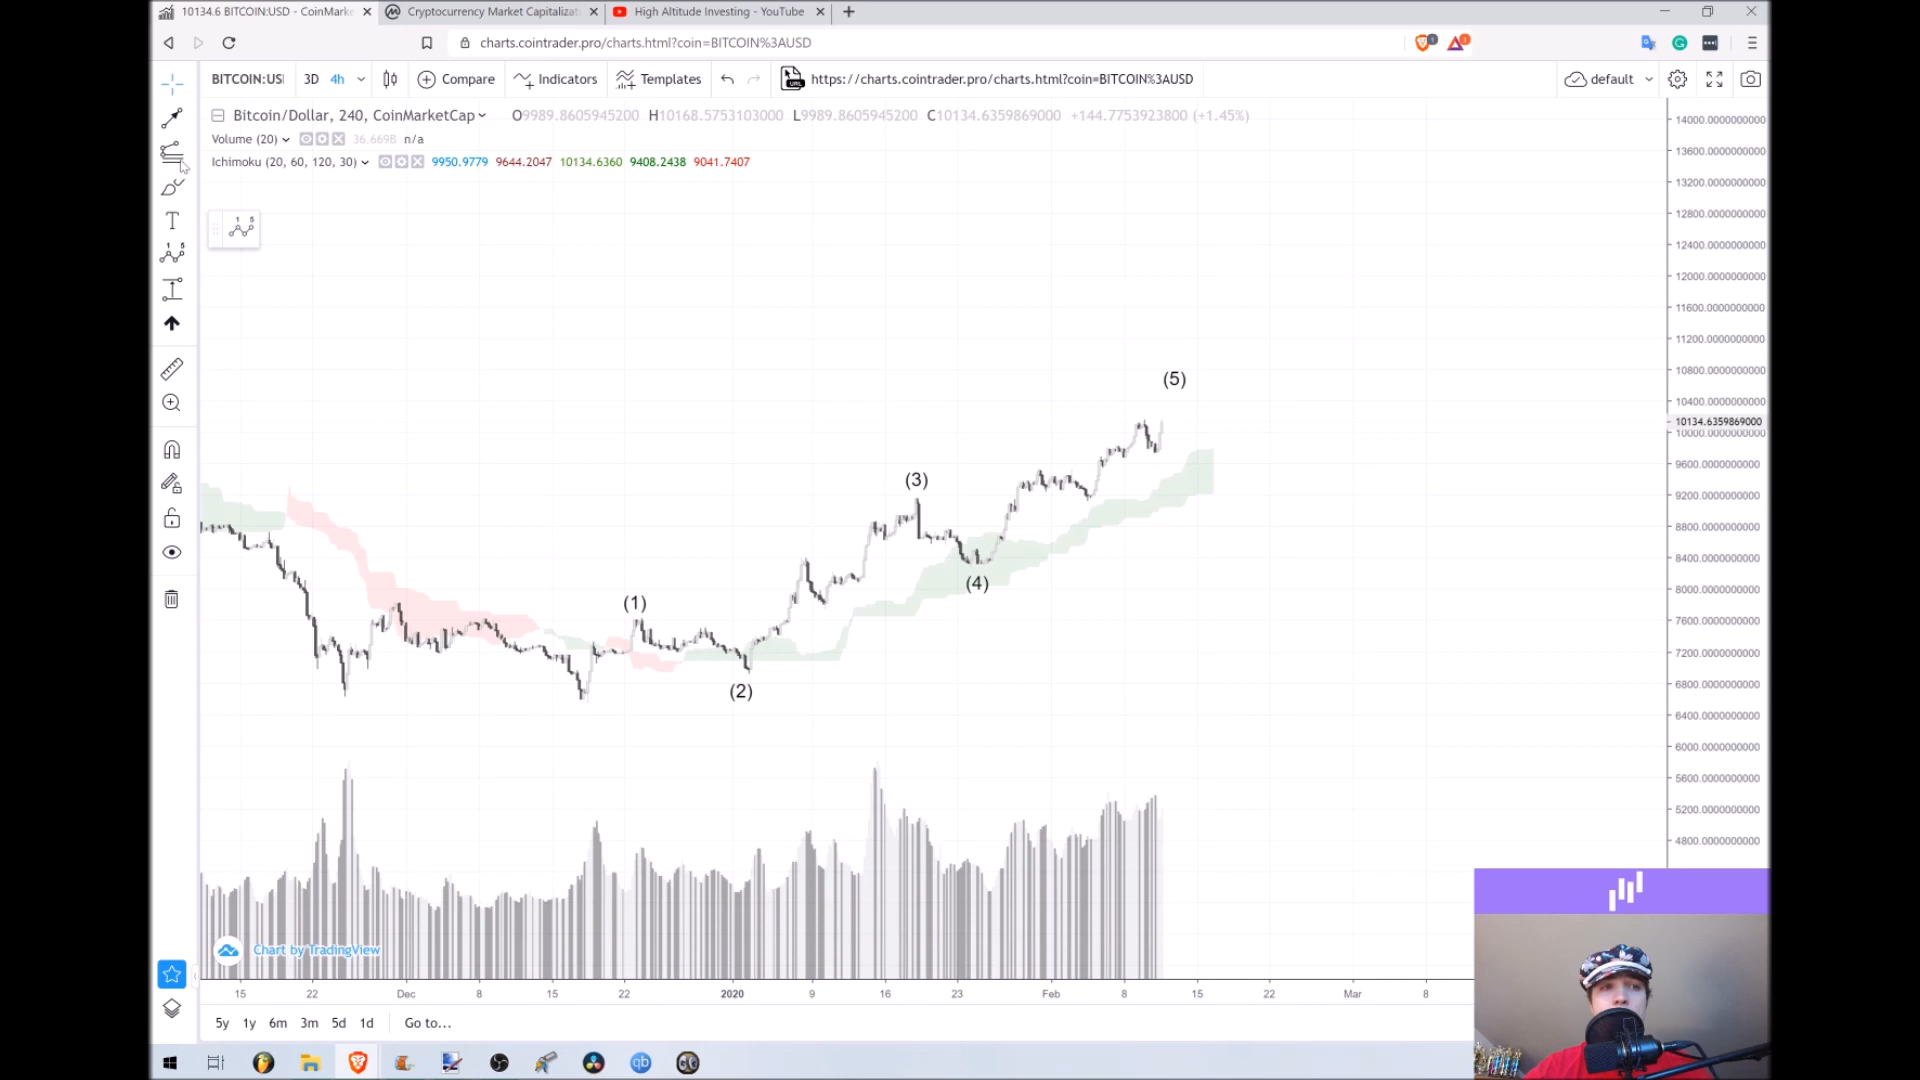 10134.6 BITCOIN:USD - CoinMarke
Cryptocurrency Market Capitalizat
High Altitude Investing - YouTube
charts.cointrader.pro/charts.html?coin=BITCOIN%3AUSD
BITCOIN:US
3D 4h
Compare
Indicators
Templates
https://charts.cointrader.pro/charts.html?coin=BITCOIN%3AUSD
default
Bitcoin/Dollar, 240, CoinMarketCap
O9989.8605945200 H10168.5753103000 L9989.8605945200 C10134.6359869000 +144.7753923800 (+1.45%)
Volume (20) 36.669B n/a
Ichimoku (20, 60, 120, 30) 9950.9779 9644.2047 10134.6360 9408.2438 9041.7407
14000.0000000000
13600.0000000000
13200.0000000000
12800.0000000000
12400.0000000000
12000.0000000000
11600.0000000000
11200.0000000000
10800.0000000000
10400.0000000000
10134.6359869000
10000.0000000000
9600.0000000000
9200.0000000000
8800.0000000000
8400.0000000000
8000.0000000000
7600.0000000000
7200.0000000000
6800.0000000000
6400.0000000000
6000.0000000000
5600.0000000000
5200.0000000000
4800.0000000000
(5)
(3)
(4)
(1)
(2)
Chart by TradingView
15 22 Dec 8 15 22 2020 9 16 23 Feb 8 15 22 Mar 8
5y 1y 6m 3m 5d 1d Go to...